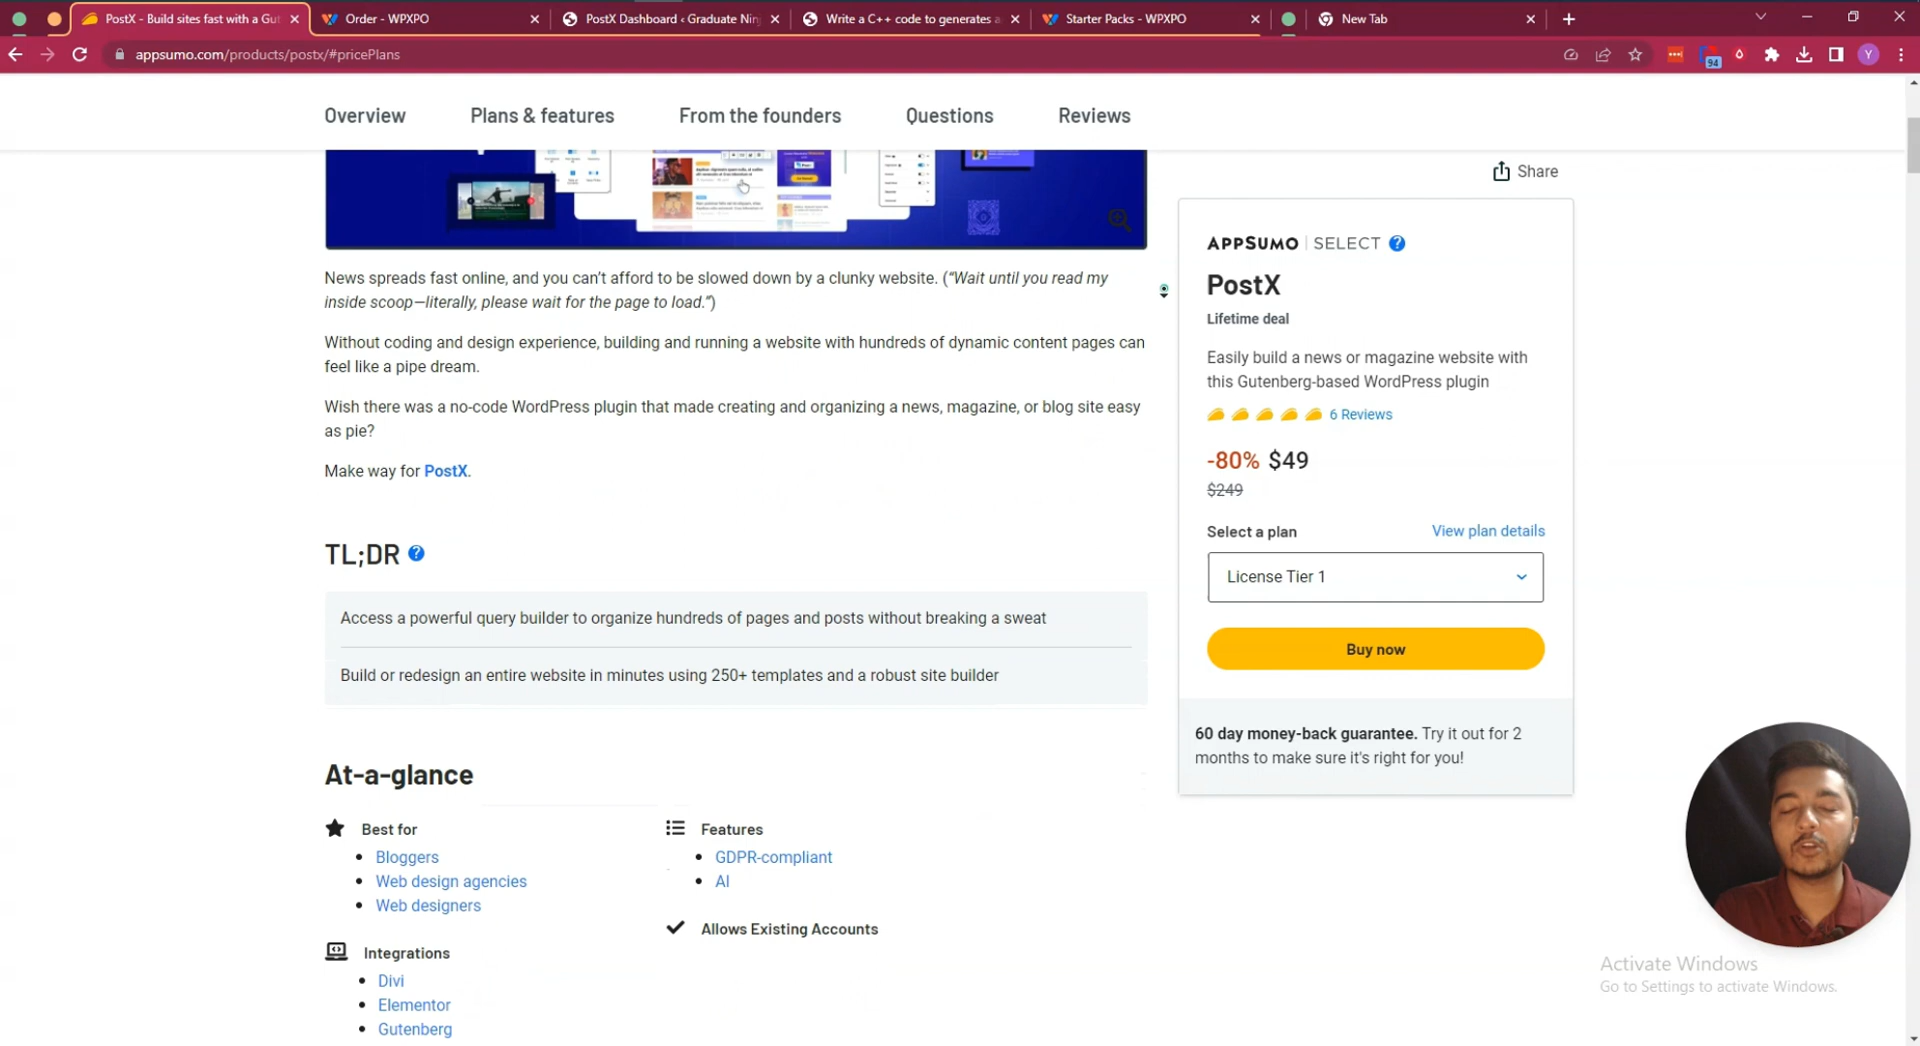 PostX - Build sites fast with a Gut
Order - WPXPO
PostX Dashboard ‹ Graduate Nin
Write a C++ code to generates a
Starter Packs - WPXPO
New Tab
appsumo.com/products/postx/#pricePlans
94
Y
Overview
Plans & features
From the founders
Questions
Reviews
Share
News spreads fast online, and you can’t afford to be slowed down by a clunky website. (“Wait until you read my
inside scoop—literally, please wait for the page to load.”)
Without coding and design experience, building and running a website with hundreds of dynamic content pages can
feel like a pipe dream.
Wish there was a no-code WordPress plugin that made creating and organizing a news, magazine, or blog site easy
as pie?
Make way for PostX.
TL;DR ?
Access a powerful query builder to organize hundreds of pages and posts without breaking a sweat
Build or redesign an entire website in minutes using 250+ templates and a robust site builder
At-a-glance
Best for
Bloggers
Web design agencies
Web designers
Integrations
Divi
Elementor
Gutenberg
Features
GDPR-compliant
AI
Allows Existing Accounts
APPSUMO | SELECT ?
PostX
Lifetime deal
Easily build a news or magazine website with
this Gutenberg-based WordPress plugin
6 Reviews
-80% $49
$249
Select a plan
View plan details
License Tier 1
Buy now
60 day money-back guarantee. Try it out for 2
months to make sure it's right for you!
Activate Windows
Go to Settings to activate Windows.